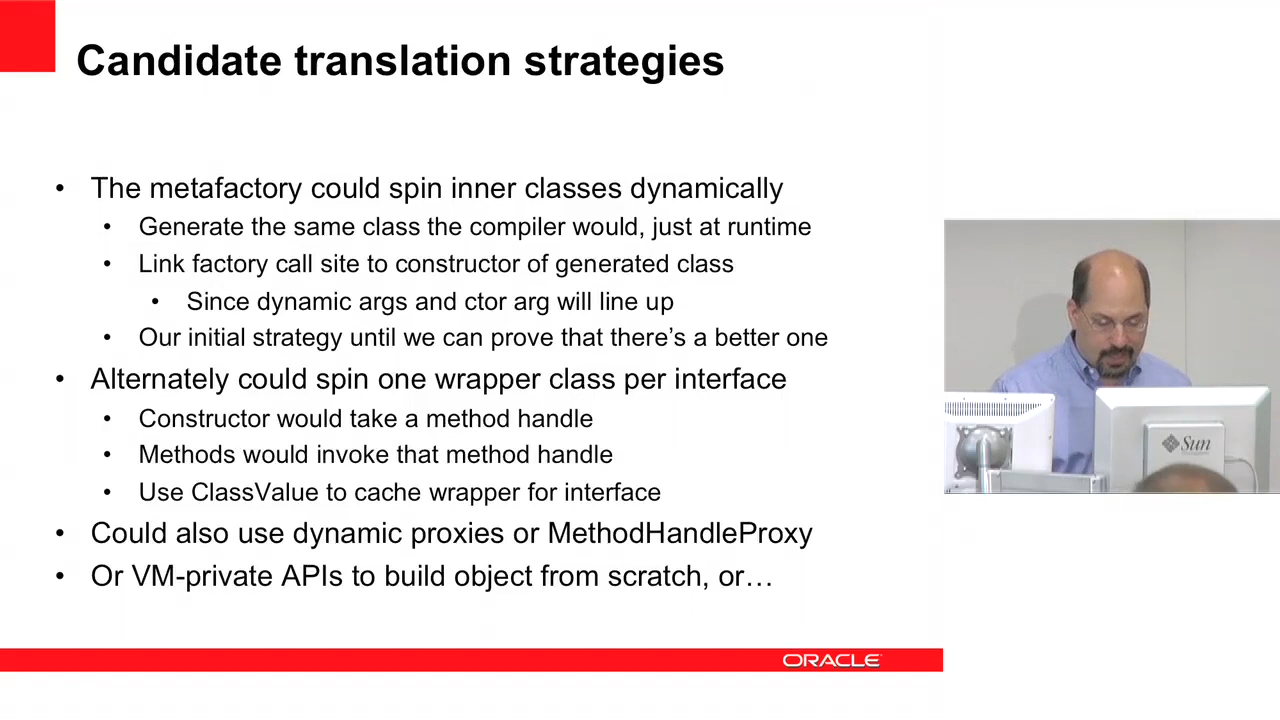 Candidate translation strategies
• The metafactory could spin inner classes dynamically
• Generate the same class the compiler would, just at runtime
• Link factory call site to constructor of generated class
• Since dynamic args and ctor arg will line up
• Our initial strategy until we can prove that there's a better one
• Alternately could spin one wrapper class per interface
• Constructor would take a method handle
• Methods would invoke that method handle
• Use ClassValue to cache wrapper for interface
• Could also use dynamic proxies or MethodHandleProxy
• Or VM-private APIs to build object from scratch, or…
ORACLE
Sun